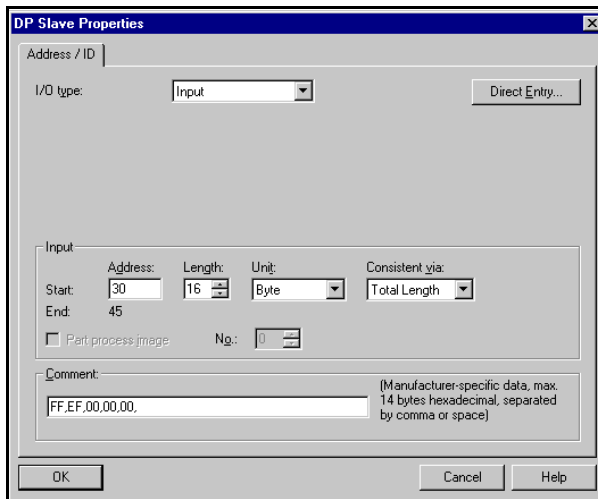 DP Slave Properties
Address / ID
I/O type: Input Direct Entry...
Input
Address: Length: Unit: Consistent via:
Start: 30 16 Byte Total Length
End: 45
Part process image No.: 0
Comment:
FF,EF,00,00,00,
(Manufacturer-specific data, max.
14 bytes hexadecimal, separated
by comma or space)
OK Cancel Help